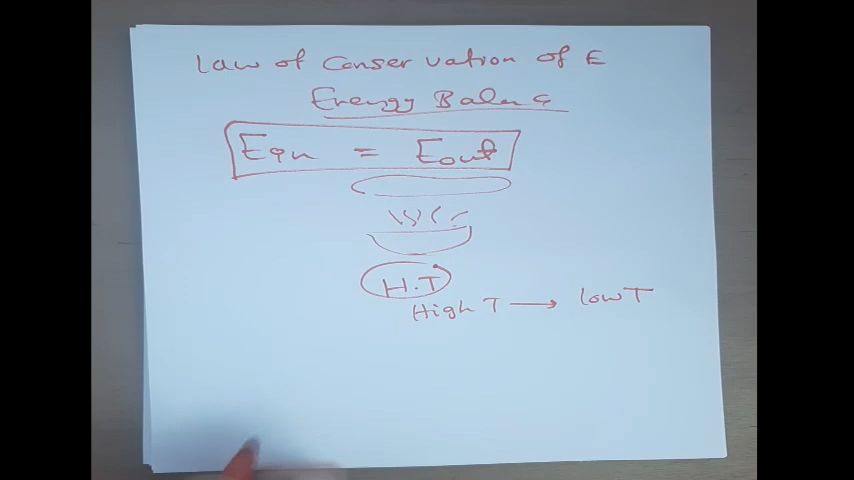 Law of Conservation of E
Energy Balance
Ein = Eout
H.T
High T → low T